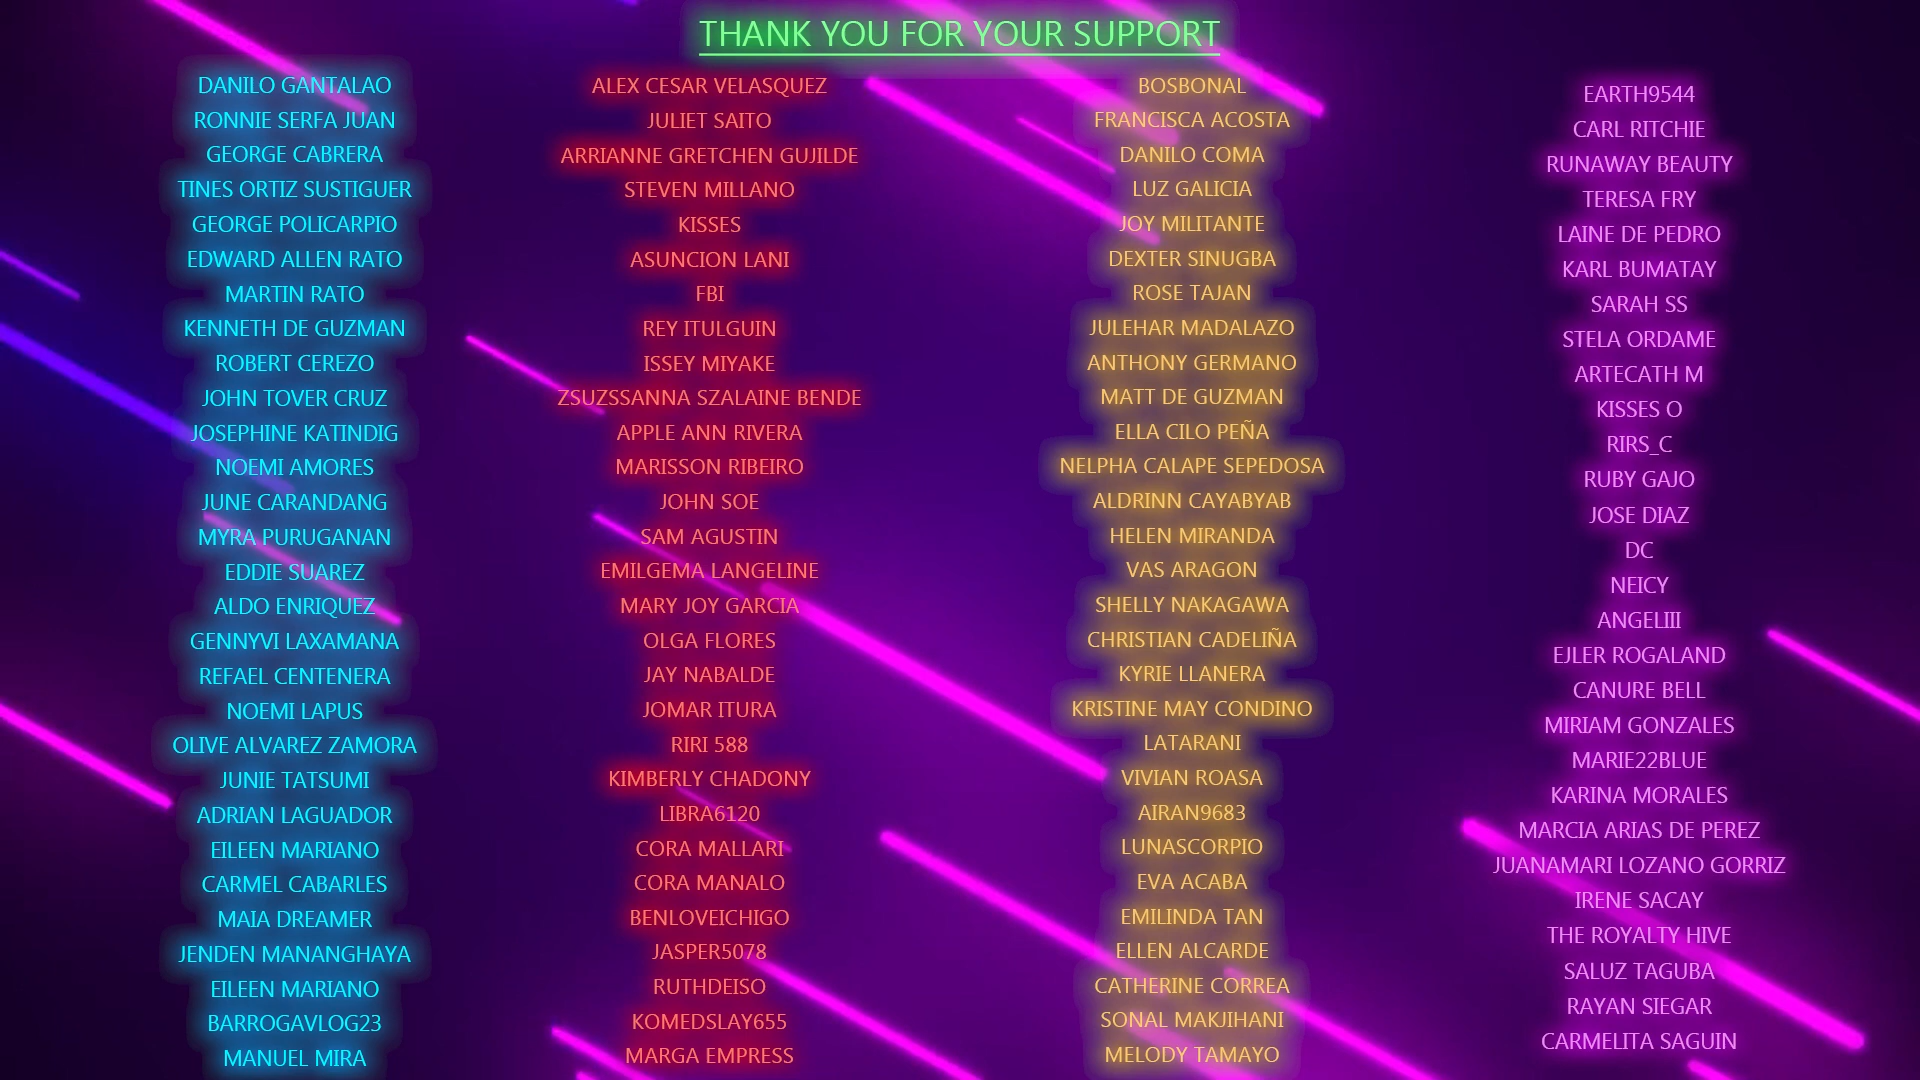 THANK YOU FOR YOUR SUPPORT
DANILO GANTALAO
RONNIE SERFA JUAN
GEORGE CABRERA
TINES ORTIZ SUSTIGUER
GEORGE POLICARPIO
EDWARD ALLEN RATO
MARTIN RATO
KENNETH DE GUZMAN
ROBERT CEREZO
JOHN TOVER CRUZ
JOSEPHINE KATINDIG
NOEMI AMORES
JUNE CARANDANG
MYRA PURUGANAN
EDDIE SUAREZ
ALDO ENRIQUEZ
GENNYVI LAXAMANA
REFAEL CENTENERA
NOEMI LAPUS
OLIVE ALVAREZ ZAMORA
JUNIE TATSUMI
ADRIAN LAGUADOR
EILEEN MARIANO
CARMEL CABARLES
MAIA DREAMER
JENDEN MANANGHAYA
EILEEN MARIANO
BARROGAVLOG23
MANUEL MIRA
ALEX CESAR VELASQUEZ
JULIET SAITO
ARRIANNE GRETCHEN GUJILDE
STEVEN MILLANO
KISSES
ASUNCION LANI
FBI
REY ITULGUIN
ISSEY MIYAKE
ZSUZSSANNA SZALAINE BENDE
APPLE ANN RIVERA
MARISSON RIBEIRO
JOHN SOE
SAM AGUSTIN
EMILGEMA LANGELINE
MARY JOY GARCIA
OLGA FLORES
JAY NABALDE
JOMAR ITURA
RIRI 588
KIMBERLY CHADONY
LIBRA6120
CORA MALLARI
CORA MANALO
BENLOVEICHIGO
JASPER5078
RUTHDEISO
KOMEDSLAY655
MARGA EMPRESS
BOSBONAL
FRANCISCA ACOSTA
DANILO COMA
LUZ GALICIA
JOY MILITANTE
DEXTER SINUGBA
ROSE TAJAN
JULEHAR MADALAZO
ANTHONY GERMANO
MATT DE GUZMAN
ELLA CILO PEÑA
NELPHA CALAPE SEPEDOSA
ALDRINN CAYABYAB
HELEN MIRANDA
VAS ARAGON
SHELLY NAKAGAWA
CHRISTIAN CADELIÑA
KYRIE LLANERA
KRISTINE MAY CONDINO
LATARANI
VIVIAN ROASA
AIRAN9683
LUNASCORPIO
EVA ACABA
EMILINDA TAN
ELLEN ALCARDE
CATHERINE CORREA
SONAL MAKJIHANI
MELODY TAMAYO
EARTH9544
CARL RITCHIE
RUNAWAY BEAUTY
TERESA FRY
LAINE DE PEDRO
KARL BUMATAY
SARAH SS
STELA ORDAME
ARTECATH M
KISSES O
RIRS_C
RUBY GAJO
JOSE DIAZ
DC
NEICY
ANGELIII
EJLER ROGALAND
CANURE BELL
MIRIAM GONZALES
MARIE22BLUE
KARINA MORALES
MARCIA ARIAS DE PEREZ
JUANAMARI LOZANO GORRIZ
IRENE SACAY
THE ROYALTY HIVE
SALUZ TAGUBA
RAYAN SIEGAR
CARMELITA SAGUIN